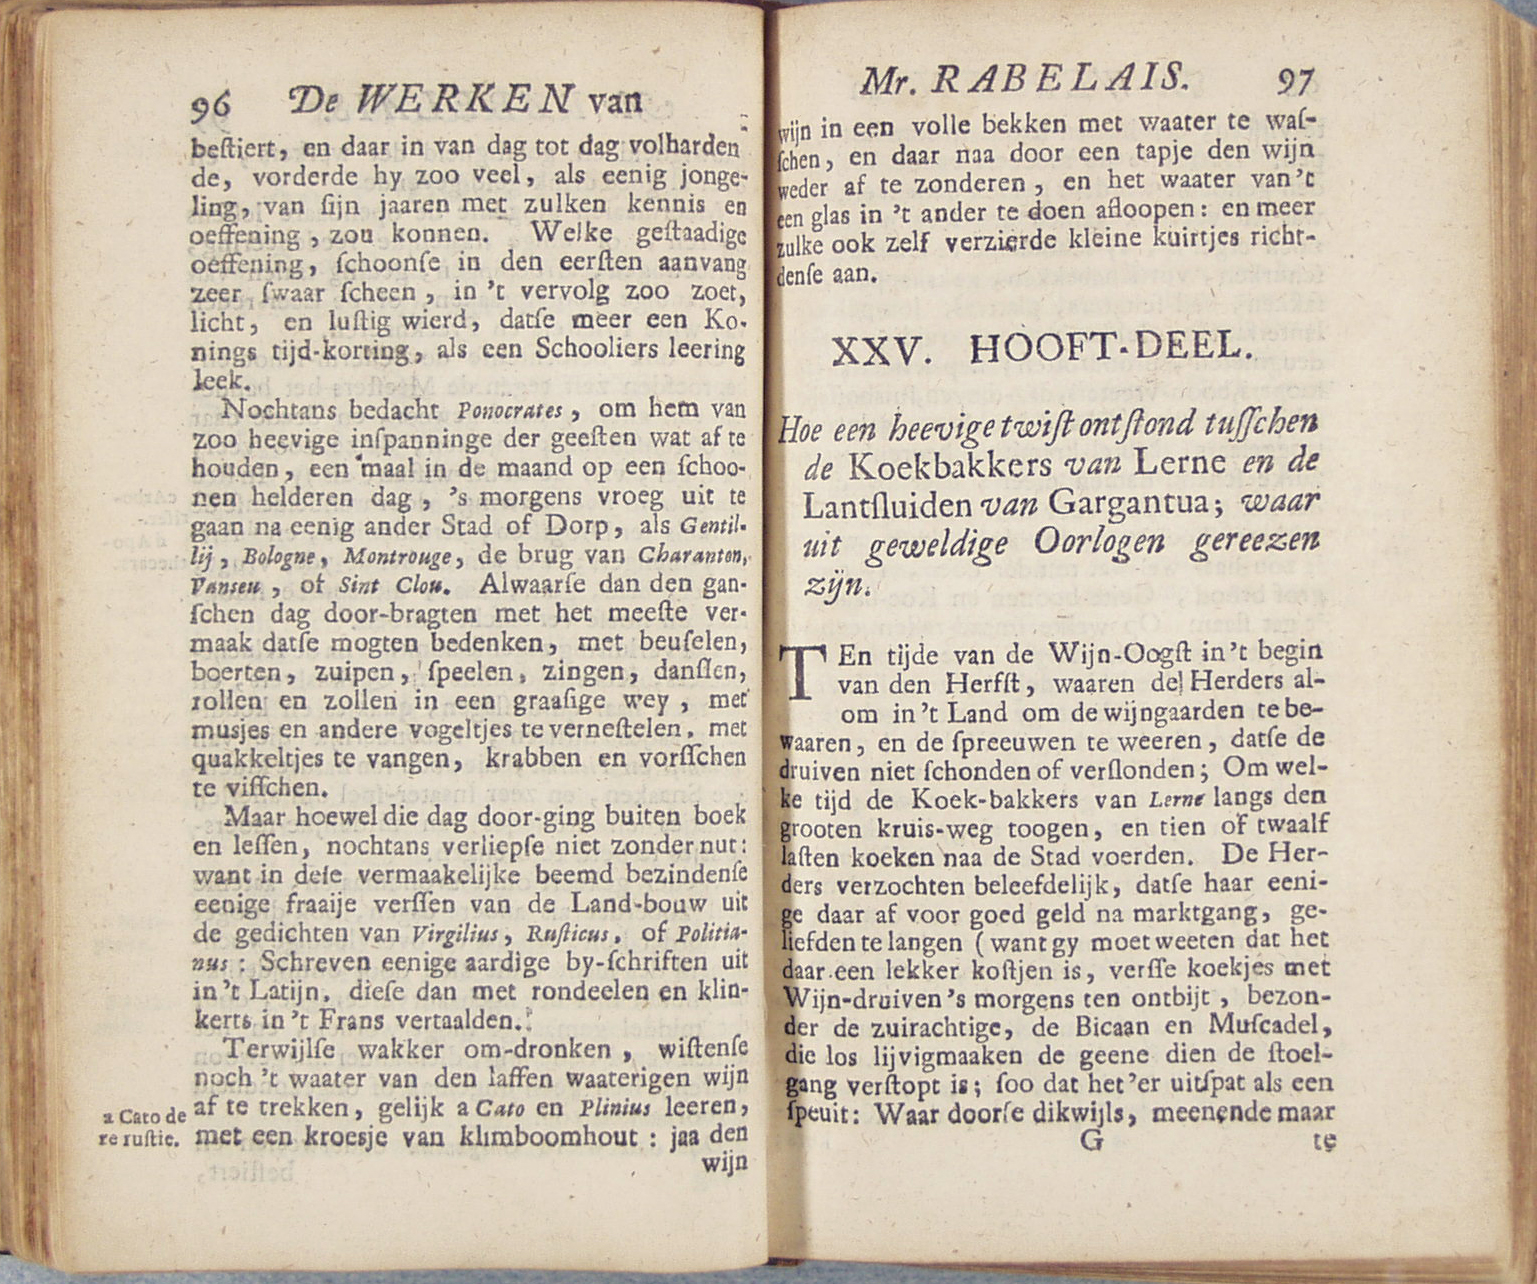 96 De WERKEN van
beſtiert, en daar in van dag tot dag volharden
de, vorderde hy zoo veel, als eenig jonge-
ling, van ſijn jaaren met zulken kennis en
oeffening, zou konnen. Welke geſtaadige
oeffening, ſchoonſe in den eerſten aanvang
zeer ſwaar ſcheen, in 't vervolg zoo zoet,
licht, en luſtig wierd, datſe meer een Ko-
nings tijd-korting, als een Schooliers leering
leek.
Nochtans bedacht Ponocrates, om hem van
zoo heevige inſpanninge der geeſten wat af te
houden, een maal in de maand op een ſchoo-
nen helderen dag, 's morgens vroeg uit te
gaan na eenig ander Stad of Dorp, als Gentil-
lij, Bologne, Montrouge, de brug van Charanton,
Vanseu, of Sint Clou. Alwaarſe dan den gan-
ſchen dag door-bragten met het meeſte ver-
maak datſe mogten bedenken, met beuſelen,
boerten, zuipen, ſpeelen, zingen, danſſen,
rollen en zollen in een graaſige wey, met
musjes en andere vogeltjes te verneſtelen, met
quakkeltjes te vangen, krabben en vorſſchen
te viſſchen.
Maar hoewel die dag door-ging buiten boek
en leſſen, nochtans verliepſe niet zonder nut:
want in deſe vermaakelijke beemd bezindenſe
eenige fraaije verſſen van de Land-bouw uit
de gedichten van Virgilius, Ruſticus, of Politia-
nus: Schreven eenige aardige by-ſchriften uit
in 't Latijn, dieſe dan met rondeelen en klin-
kerts in 't Frans vertaalden.
Terwijlſe wakker om-dronken, wiſtenſe
noch 't waater van den laffen waaterigen wijn
af te trekken, gelijk a Cato en Plinius leeren,
met een kroesje van klimboomhout: jaa den
wijn
a Cato de
re ruſtic.
Mr. RABELAIS. 97
wijn in een volle bekken met waater te waſ-
ſchen, en daar naa door een tapje den wijn
weder af te zonderen, en het waater van 't
een glas in 't ander te doen afloopen: en meer
zulke ook zelf verzierde kleine kuirtjes richt-
denſe aan.
XXV. HOOFT-DEEL.
Hoe een heevige twiſt ontſtond tuſſchen
de Koekbakkers van Lerne en de
Lantſluiden van Gargantua; waar
uit geweldige Oorlogen gereezen
zijn.
TEn tijde van de Wijn-Oogſt in 't begin
van den Herfſt, waaren de Herders al-
om in 't Land om de wijngaarden te be-
waaren, en de ſpreeuwen te weeren, datſe de
druiven niet ſchonden of verſlonden; Om wel-
ke tijd de Koek-bakkers van Lerne langs den
grooten kruis-weg toogen, en tien of twaalf
laſten koeken naa de Stad voerden. De Her-
ders verzochten beleefdelijk, datſe haar eeni-
ge daar af voor goed geld na marktgang, ge-
liefden te langen (want gy moet weeten dat het
daar een lekker koſtjen is, verſſe koekjes met
Wijn-druiven 's morgens ten ontbijt, bezon-
der de zuirachtige, de Bicaan en Muſcadel,
die los lijvigmaaken de geene dien de ſtoel-
gang verſtopt is; ſoo dat het 'er uitſpat als een
ſpeuit: Waar doorſe dikwijls, meenende maar
G te